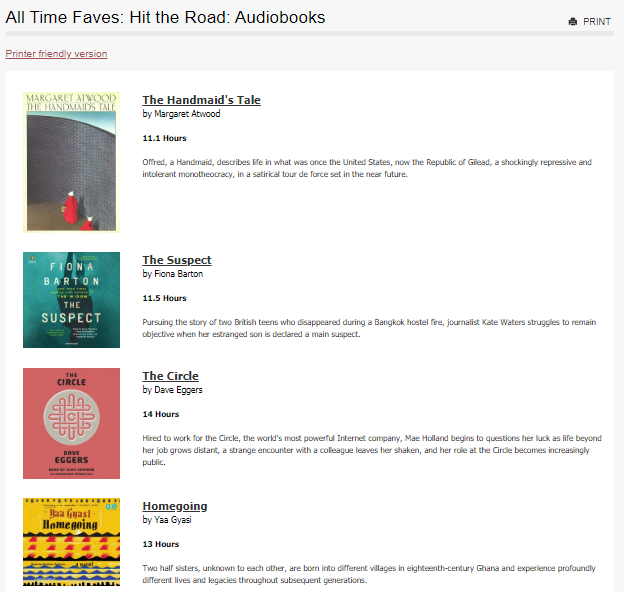 All Time Faves: Hit the Road: Audiobooks
PRINT
Printer friendly version
MARGARET ATWOOD
THE HANDMAID'S TALE
The Handmaid's Tale
by Margaret Atwood
11.1 Hours
Offred, a Handmaid, describes life in what was once the United States, now the Republic of Gilead, a shockingly repressive and
intolerant monotheocracy, in a satirical tour de force set in the near future.
FIONA
BARTON
THE WIDOW
THE
SUSPECT
The Suspect
by Fiona Barton
11.5 Hours
Pursuing the story of two British teens who disappeared during a Bangkok hostel fire, journalist Kate Waters struggles to remain
objective when her estranged son is declared a main suspect.
THE
CIRCLE
DAVE
EGGERS
The Circle
by Dave Eggers
14 Hours
Hired to work for the Circle, the world's most powerful Internet company, Mae Holland begins to questions her luck as life beyond
her job grows distant, a strange encounter with a colleague leaves her shaken, and her role at the Circle becomes increasingly
public.
Yaa Gyasi
Homegoing
Homegoing
by Yaa Gyasi
13 Hours
Two half sisters, unknown to each other, are born into different villages in eighteenth-century Ghana and experience profoundly
different lives and legacies throughout subsequent generations.